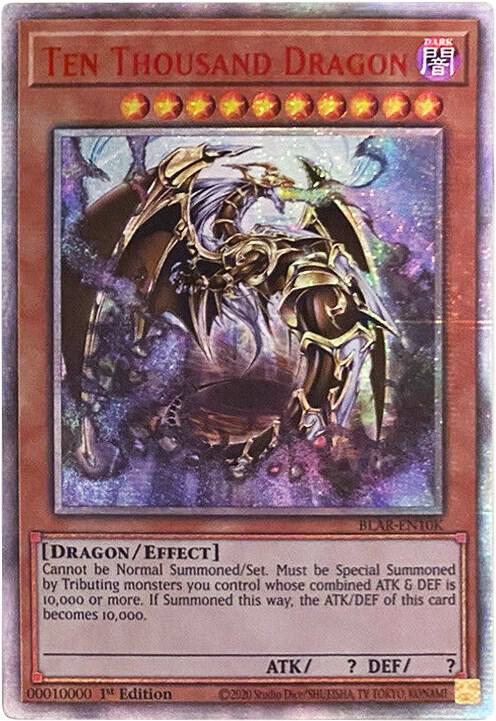 TEN THOUSAND DRAGON
DARK
闇
BLAR-EN10K
[DRAGON/EFFECT]
Cannot be Normal Summoned/Set. Must be Special Summoned
by Tributing monsters you control whose combined ATK & DEF is
10,000 or more. If Summoned this way, the ATK/DEF of this card
becomes 10,000.
ATK/ ? DEF/ ?
00010000 1st Edition ©2020 Studio Dice/SHUEISHA, TV TOKYO, KONAMI